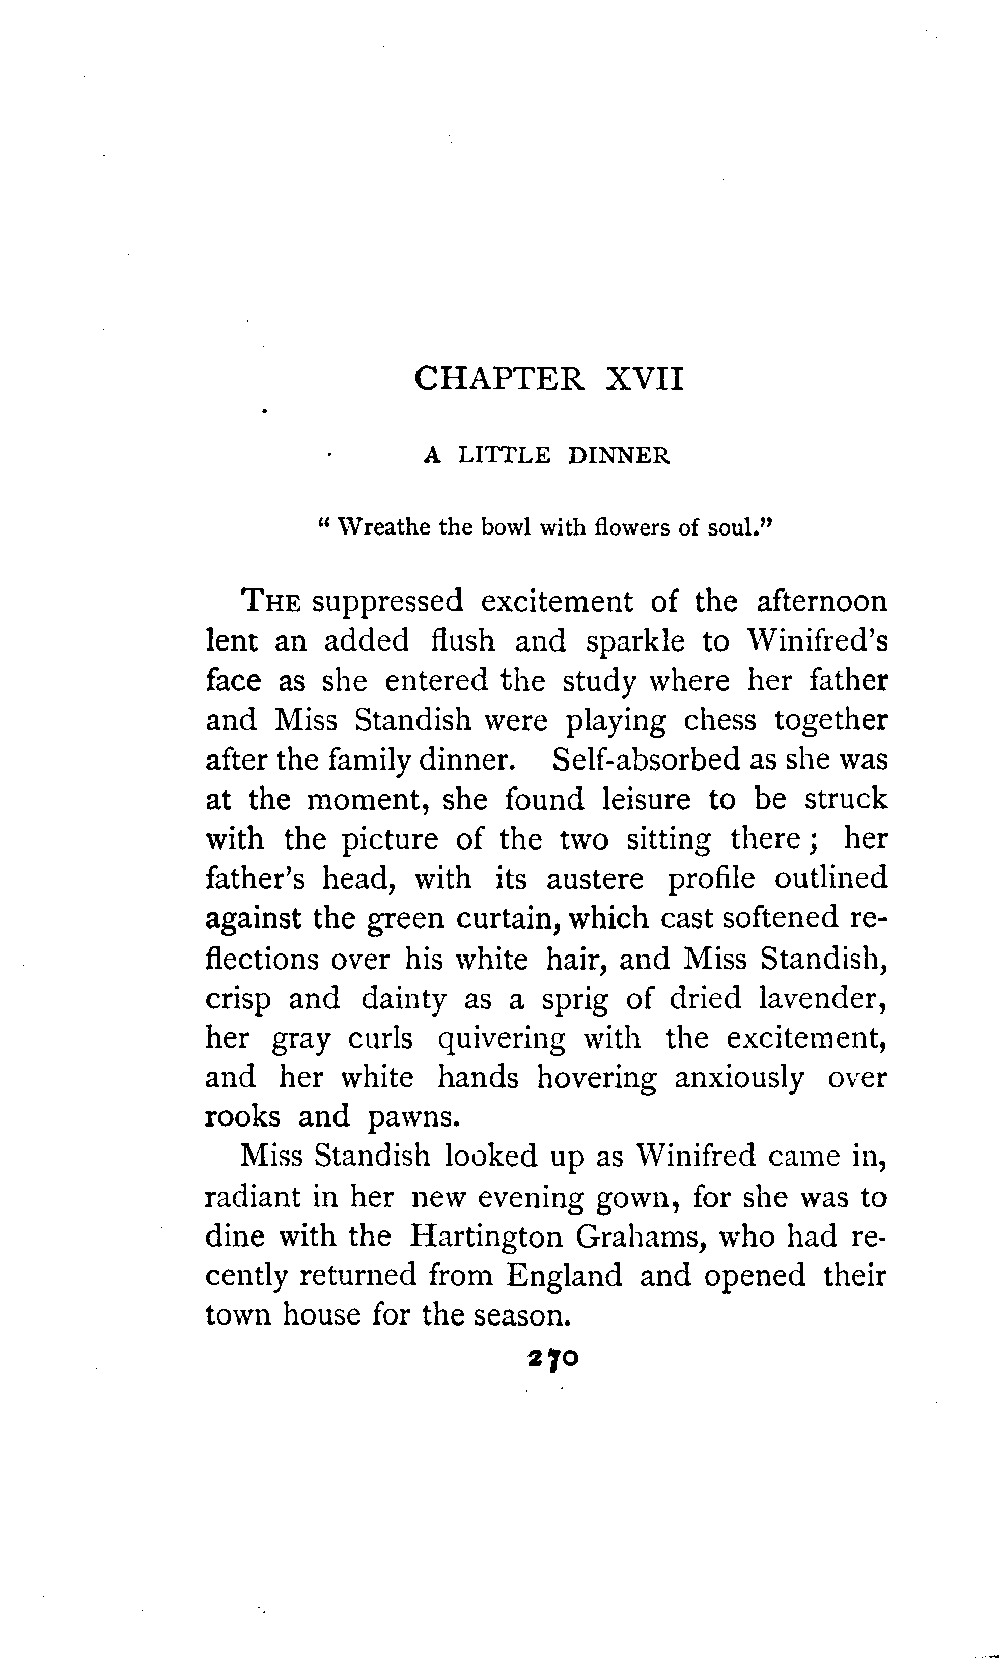 CHAPTER XVII
A LITTLE DINNER
“ Wreathe the bowl with flowers of soul.”
THE suppressed excitement of the afternoon
lent an added flush and sparkle to Winifred’s
face as she entered the study where her father
and Miss Standish were playing chess together
after the family dinner. Self-absorbed as she was
at the moment, she found leisure to be struck
with the picture of the two sitting there ; her
father’s head, with its austere profile outlined
against the green curtain, which cast softened re-
flections over his white hair, and Miss Standish,
crisp and dainty as a sprig of dried lavender,
her gray curls quivering with the excitement,
and her white hands hovering anxiously over
rooks and pawns.
Miss Standish looked up as Winifred came in,
radiant in her new evening gown, for she was to
dine with the Hartington Grahams, who had re-
cently returned from England and opened their
town house for the season.
270